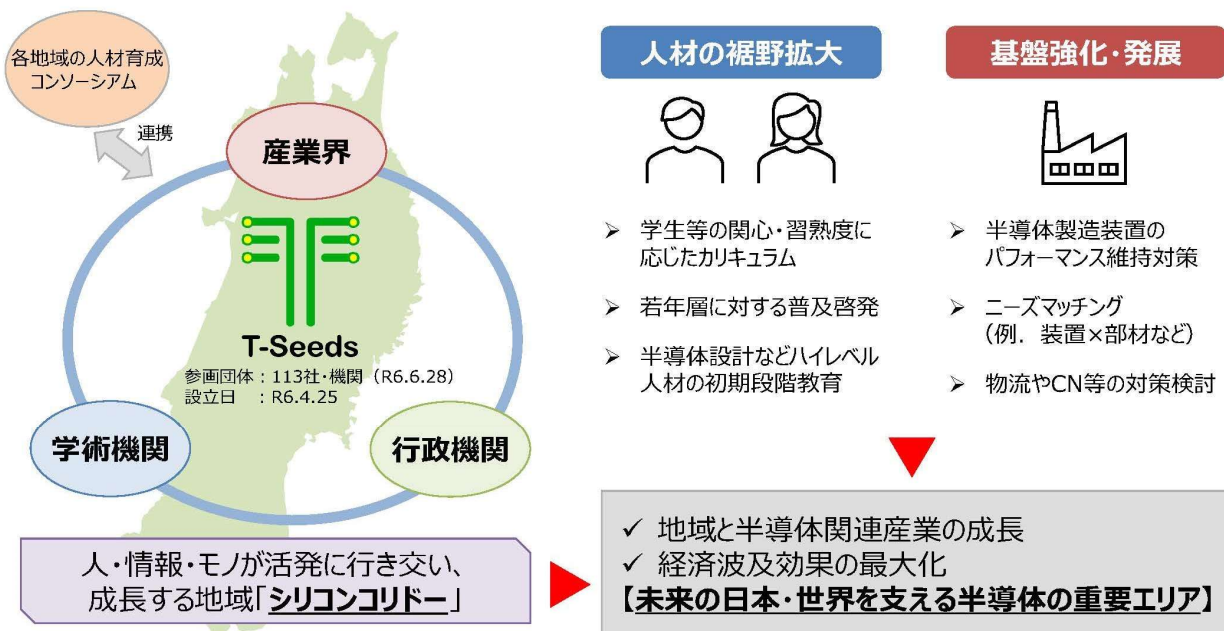 各地域の人材育成
コンソーシアム
連携
産業界
T-Seeds
参画団体：113社・機関（R6.6.28）
設立日　：R6.4.25
学術機関
行政機関
人・情報・モノが活発に行き交い、
成長する地域「シリコンコリドー」
人材の裾野拡大
➢ 学生等の関心・習熟度に
応じたカリキュラム
➢ 若年層に対する普及啓発
➢ 半導体設計などハイレベル
人材の初期段階教育
基盤強化・発展
➢ 半導体製造装置の
パフォーマンス維持対策
➢ ニーズマッチング
（例．装置×部材など）
➢ 物流やCN等の対策検討
✓ 地域と半導体関連産業の成長
✓ 経済波及効果の最大化
【未来の日本・世界を支える半導体の重要エリア】